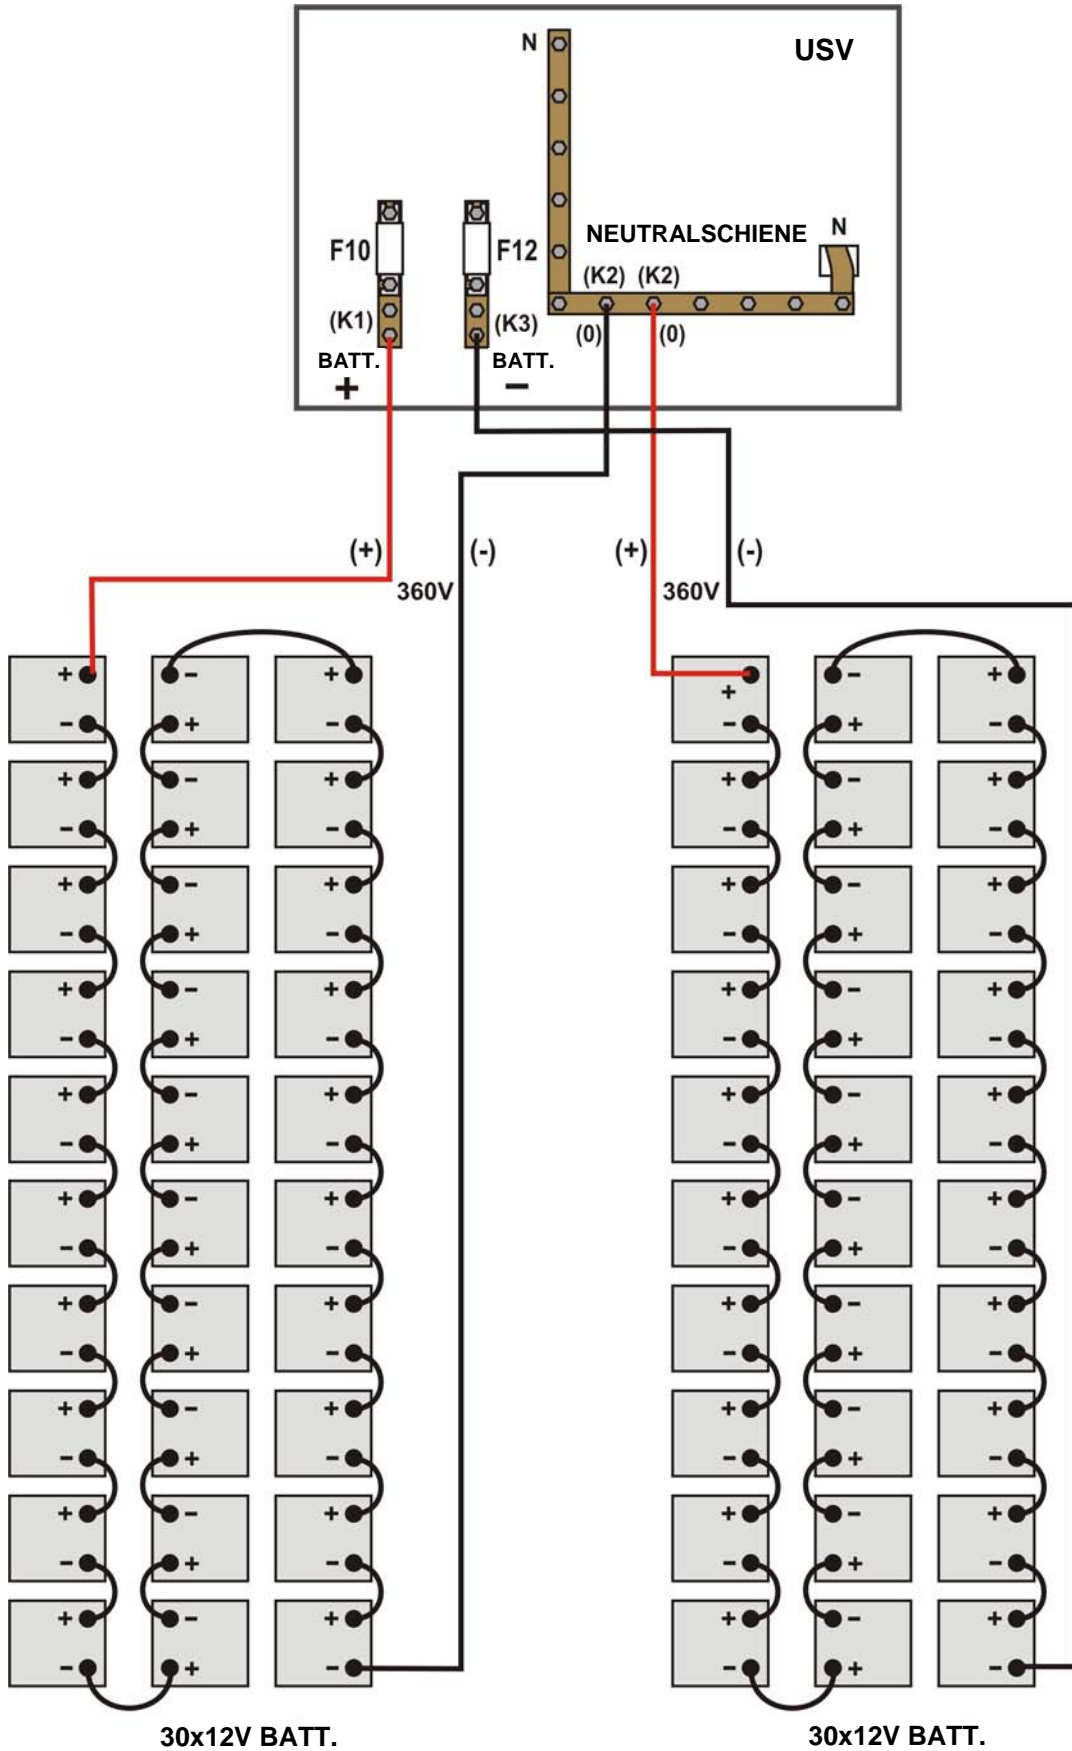 USV
N
NEUTRALSCHIENE
N
F10
F12
(K2) (K2)
(K1)
(K3)
(0)
(0)
BATT.
BATT.
+
−
(+)
(-)
(+)
(-)
360V
360V
+ - +
- + -
+ - +
- + -
+ - +
- + -
+ - +
- + -
+ - +
- + -
+ - +
- + -
+ - +
- + -
+ - +
- + -
+ - +
- + -
+ - +
- + -
+ - +
- + -
+ - +
- + -
+ - +
- + -
+ - +
- + -
+ - +
- + -
+ - +
- + -
+ - +
- + -
+ - +
- + -
+ - +
- + -
+ - +
- + -
30x12V BATT.
30x12V BATT.